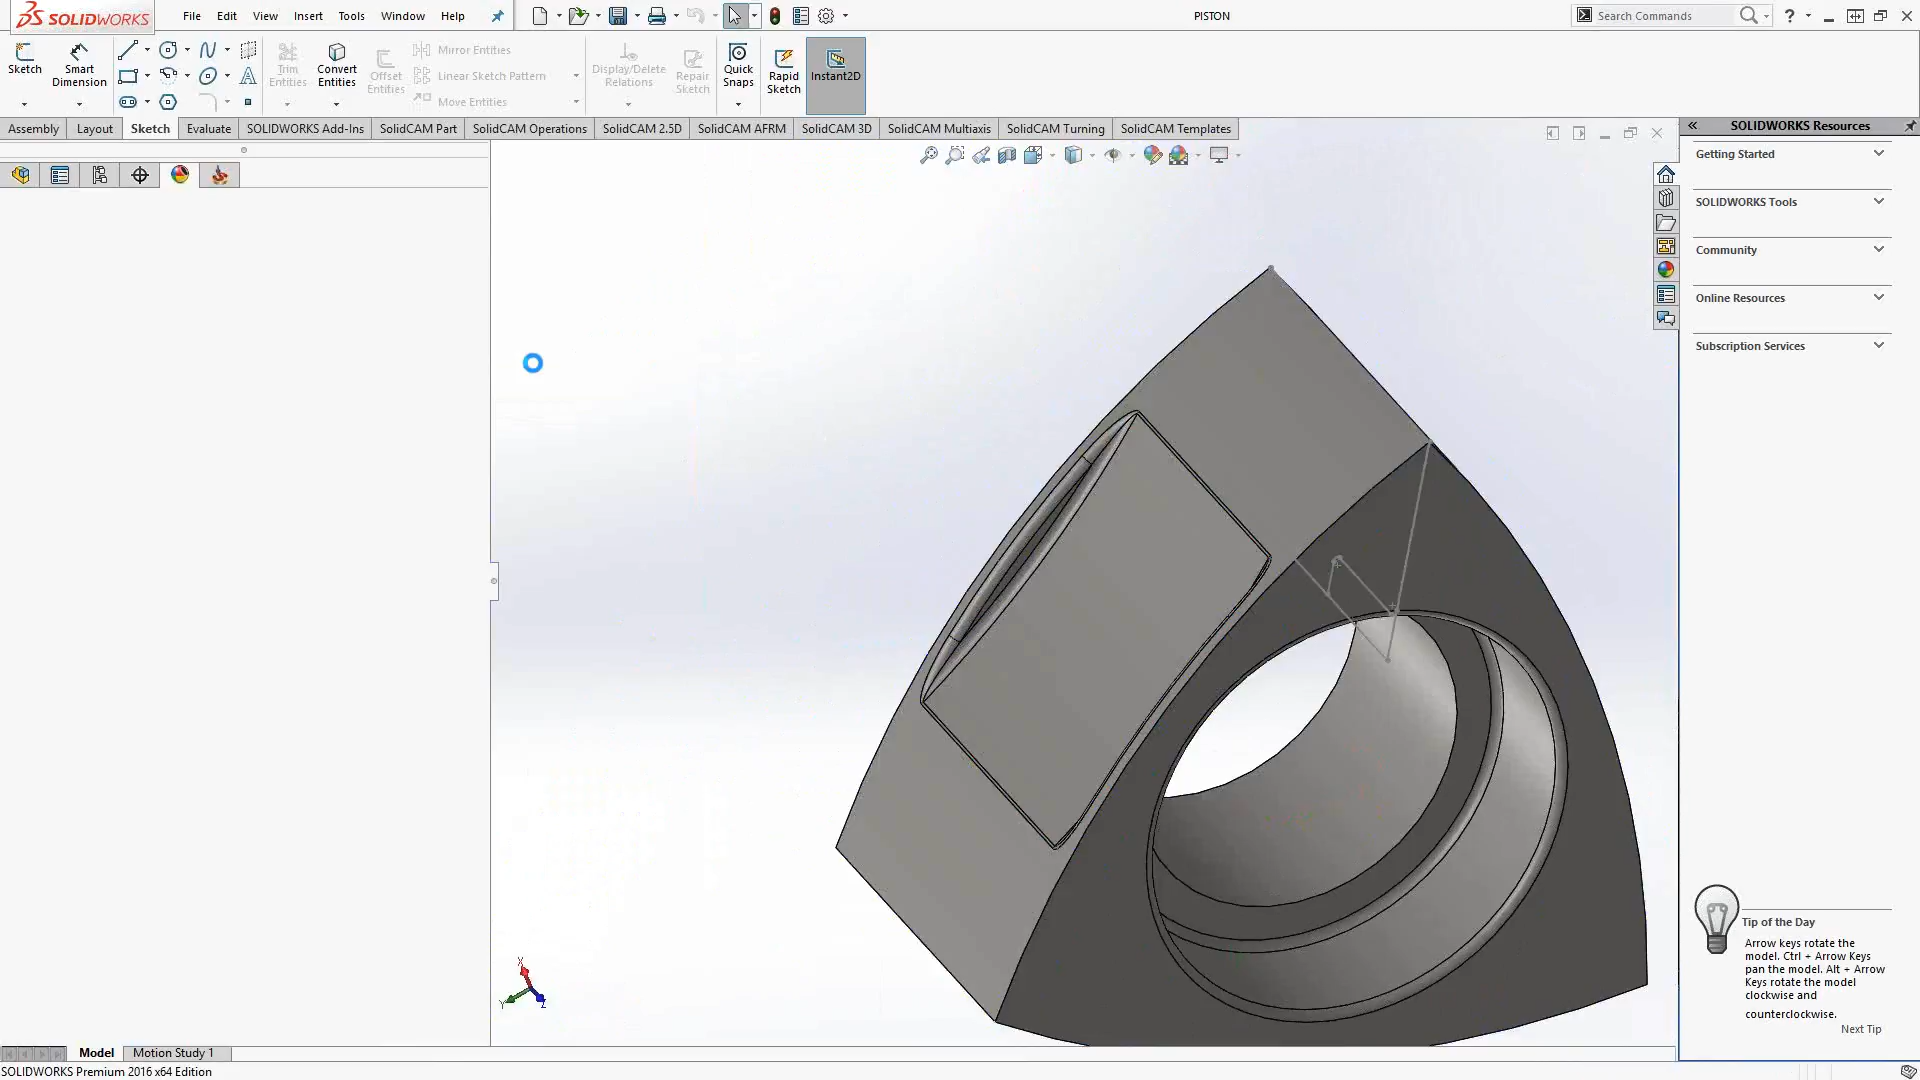 SOLIDWORKS
File Edit View Insert Tools Window Help
PISTON
Search Commands
Sketch
Smart Dimension
Trim Entities
Convert Entities
Offset Entities
Mirror Entities
Linear Sketch Pattern
Move Entities
Display/Delete Relations
Repair Sketch
Quick Snaps
Rapid Sketch
Instant2D
Assembly Layout Sketch Evaluate SOLIDWORKS Add-Ins SolidCAM Part SolidCAM Operations SolidCAM 2.5D SolidCAM AFRM SolidCAM 3D SolidCAM Multiaxis SolidCAM Turning SolidCAM Templates
SOLIDWORKS Resources
Getting Started
SOLIDWORKS Tools
Community
Online Resources
Subscription Services
Tip of the Day
Arrow keys rotate the
model. Ctrl + Arrow Keys
pan the model. Alt + Arrow
Keys rotate the model
clockwise and
counterclockwise.
Next Tip
X
Y
Z
Model Motion Study 1
SOLIDWORKS Premium 2016 x64 Edition